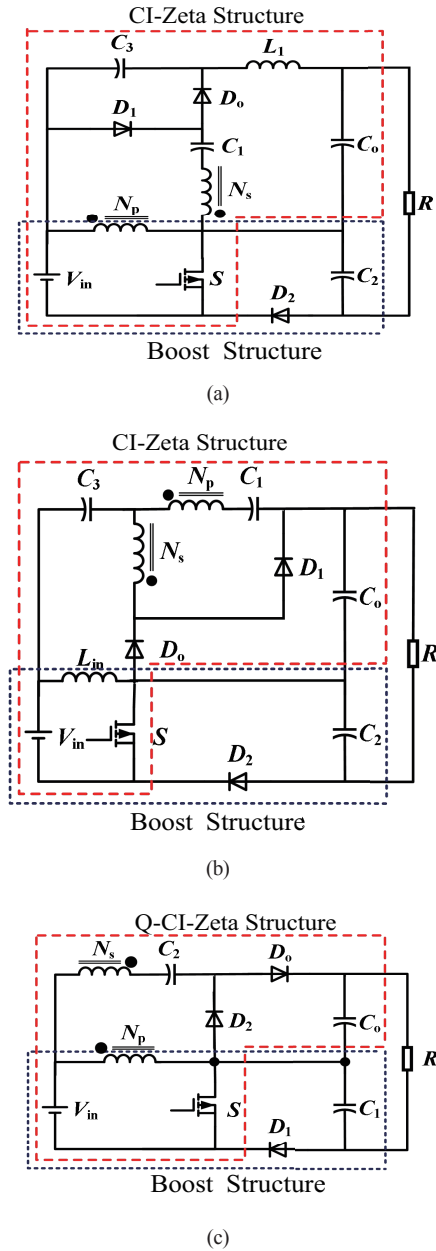 CI-Zeta Structure
C3
L1
D1
Do
C1
Co
Ns
R
Np
Vin
S
C2
D2
Boost Structure
(a)
CI-Zeta Structure
C3
Np
C1
Ns
D1
Co
Do
R
Lin
Vin
S
C2
D2
Boost Structure
(b)
Q-CI-Zeta Structure
Ns
C2
Do
D2
Co
Np
R
Vin
S
C1
D1
Boost Structure
(c)